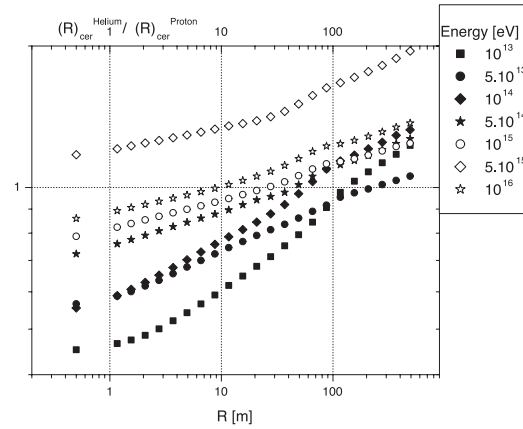 (R)cer Helium / (R)cer Proton
1 10 100
Energy [eV]
10^13
5.10^13
10^14
5.10^14
10^15
5.10^15
10^16
1
1 10 100
R [m]